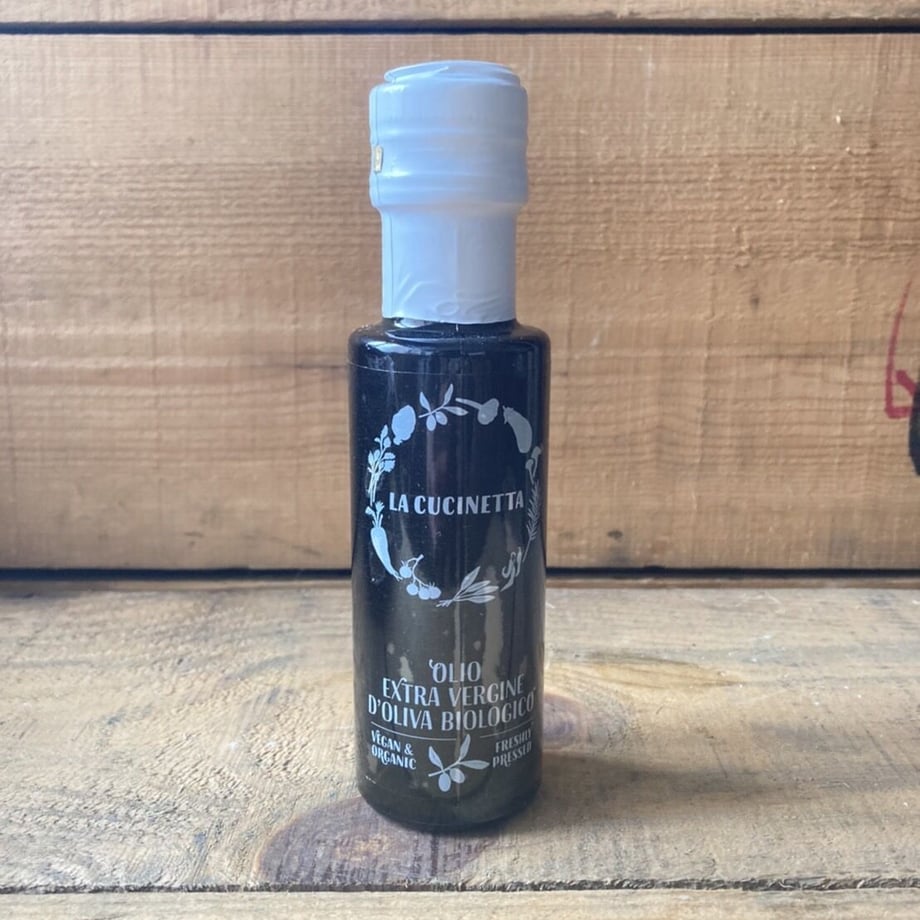 LA CUCINETTA
OLIO
EXTRA VERGINE
D'OLIVA BIOLOGICO
VEGAN &
ORGANIC
FRESHLY
PRESSED